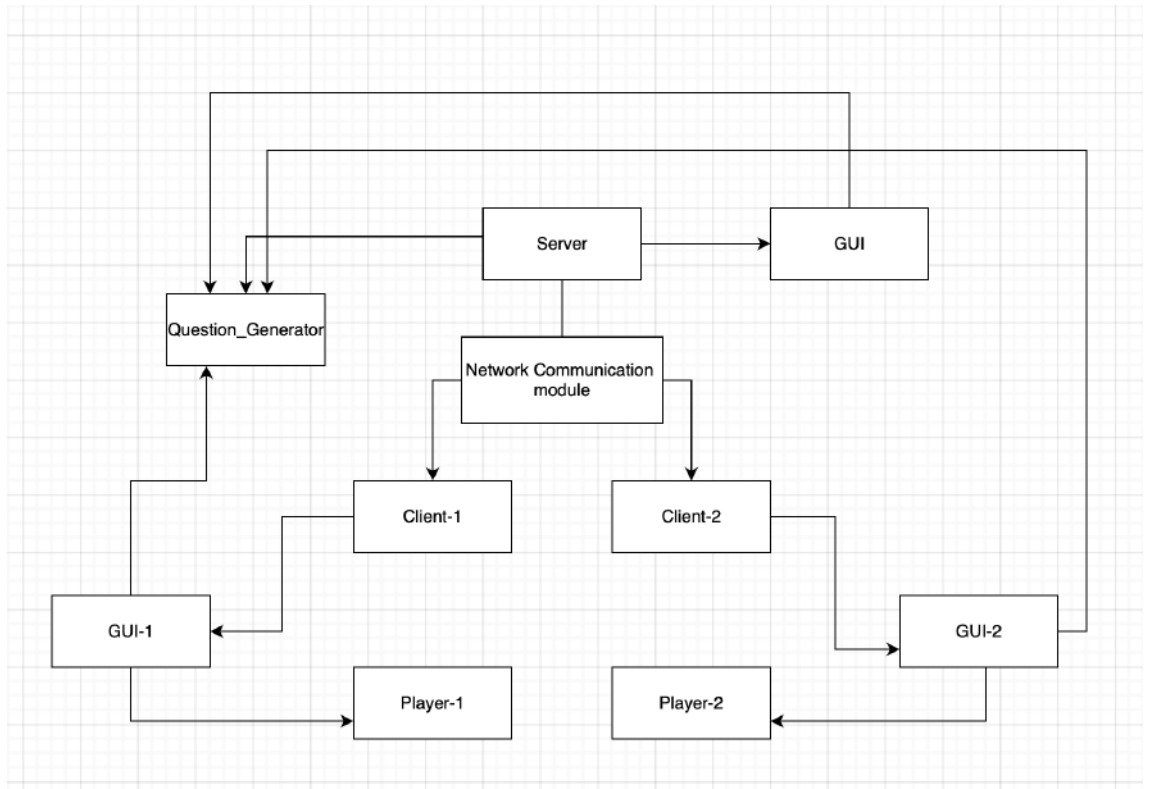 Server
GUI
Question_Generator
Network Communication
module
Client-1
Client-2
GUI-1
GUI-2
Player-1
Player-2